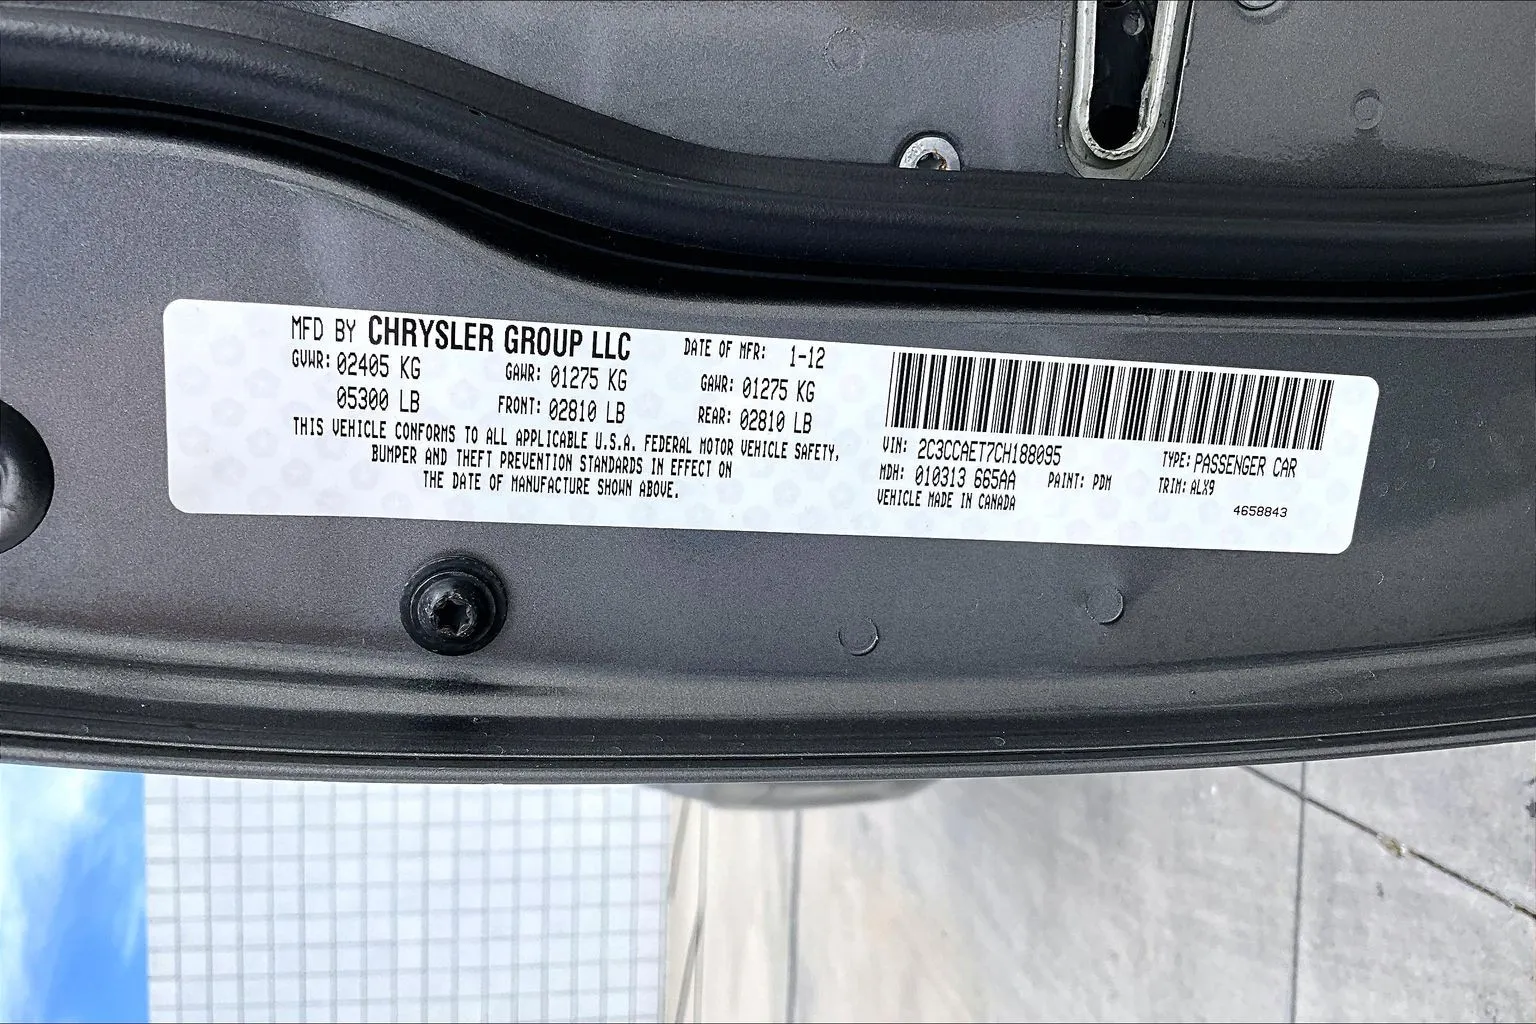 MFD BY CHRYSLER GROUP LLC DATE OF MFR: 1-12
GVWR: 02405 KG GAWR: 01275 KG GAWR: 01275 KG
05300 LB FRONT: 02810 LB REAR: 02810 LB
THIS VEHICLE CONFORMS TO ALL APPLICABLE U.S.A. FEDERAL MOTOR VEHICLE SAFETY,
BUMPER AND THEFT PREVENTION STANDARDS IN EFFECT ON
THE DATE OF MANUFACTURE SHOWN ABOVE.
VIN: 2C3CCAET7CH188095 TYPE: PASSENGER CAR
MDH: 010313 665AA PAINT: PDM TRIM: ALX9
VEHICLE MADE IN CANADA 4658843